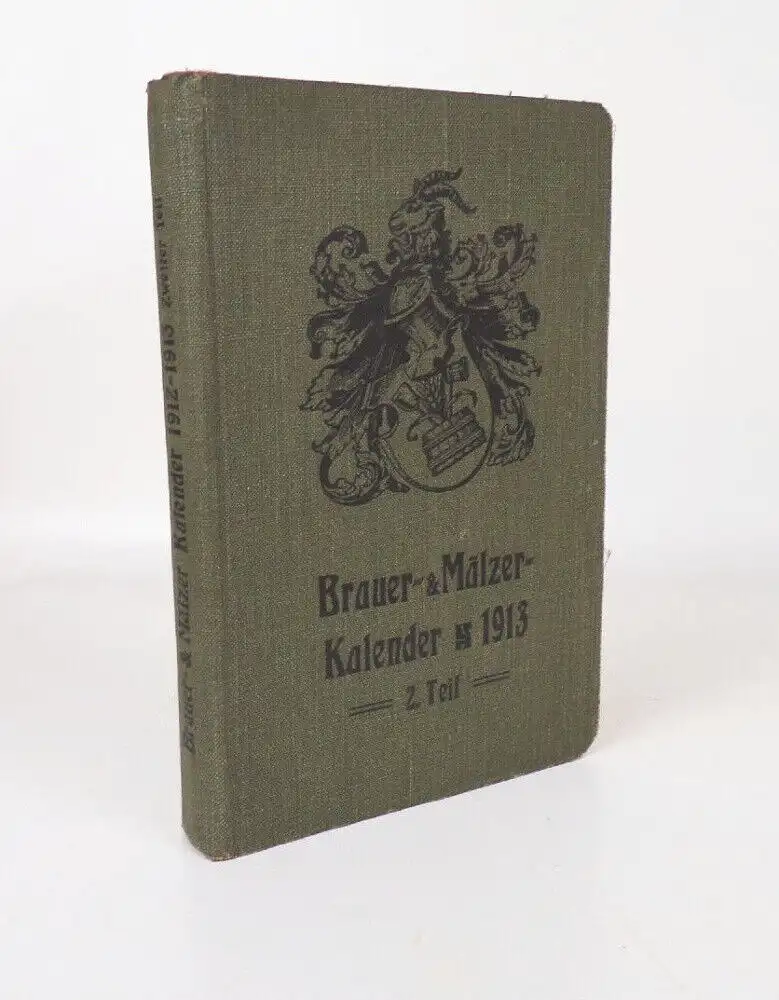 Brauer- & Mälzer-
Kalender 1913
2. Teil
Brauer- & Mälzer Kalender 1912-1913 Zweiter Teil